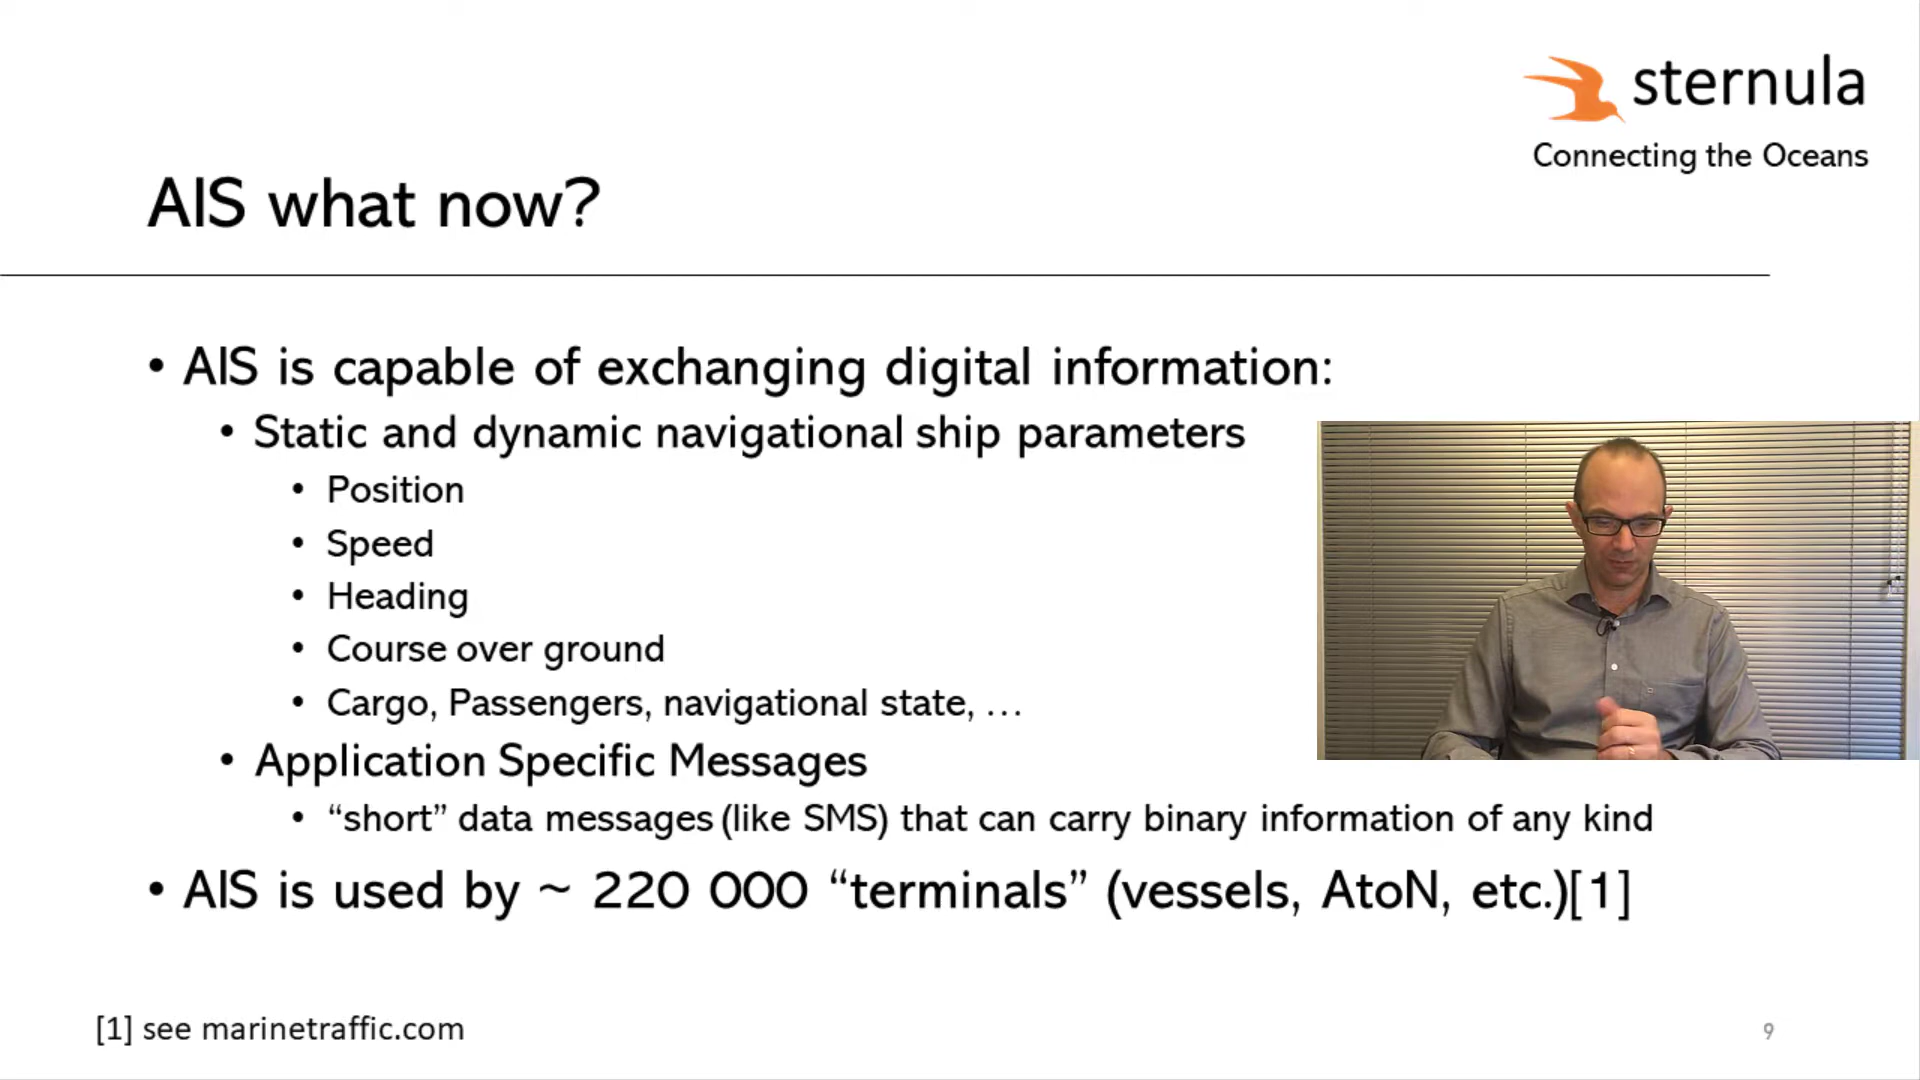 sternula
Connecting the Oceans
AIS what now?
• AIS is capable of exchanging digital information:
• Static and dynamic navigational ship parameters
• Position
• Speed
• Heading
• Course over ground
• Cargo, Passengers, navigational state, …
• Application Specific Messages
• “short” data messages (like SMS) that can carry binary information of any kind
• AIS is used by ~ 220 000 “terminals” (vessels, AtoN, etc.)[1]
[1] see marinetraffic.com
9